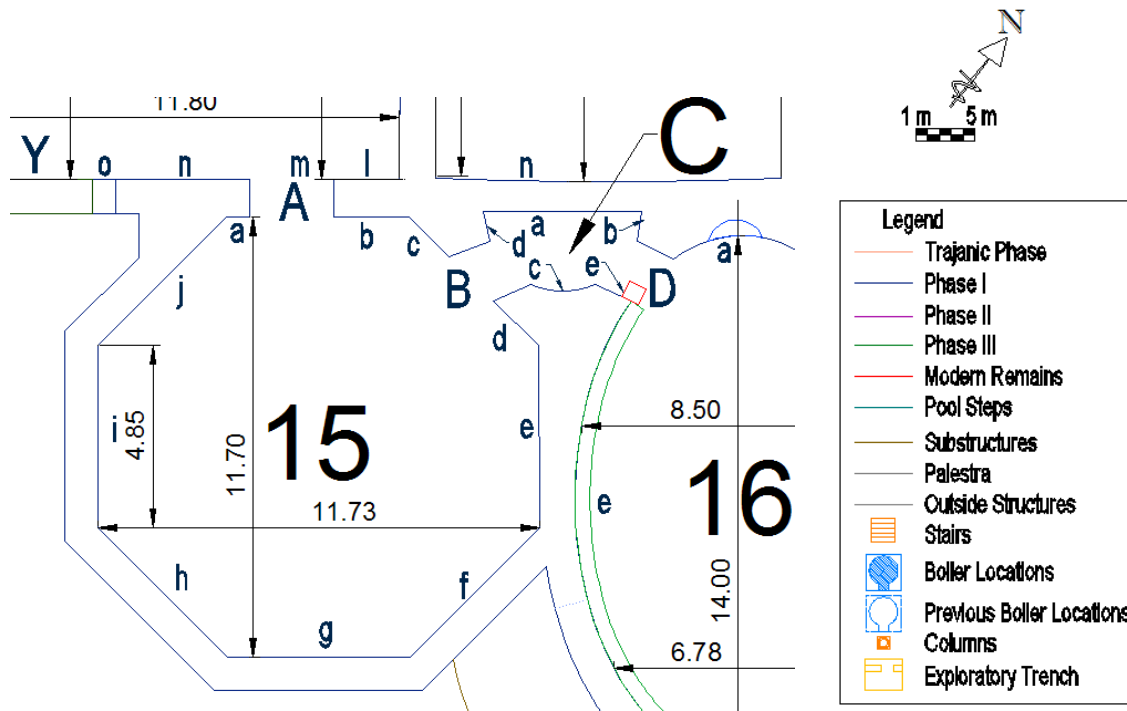 N
1 m 5 m
11.80
C
Y
o
n
m
l
n
A
a
b
c
a
b
d
a
c
e
B
D
j
d
i
4.85
11.70
15
e
8.50
11.73
e
16
h
f
14.00
g
6.78
Legend
Trajanic Phase
Phase I
Phase II
Phase III
Modern Remains
Pool Steps
Substructures
Palestra
Outside Structures
Stairs
Boiler Locations
Previous Boiler Locations
Columns
Exploratory Trench